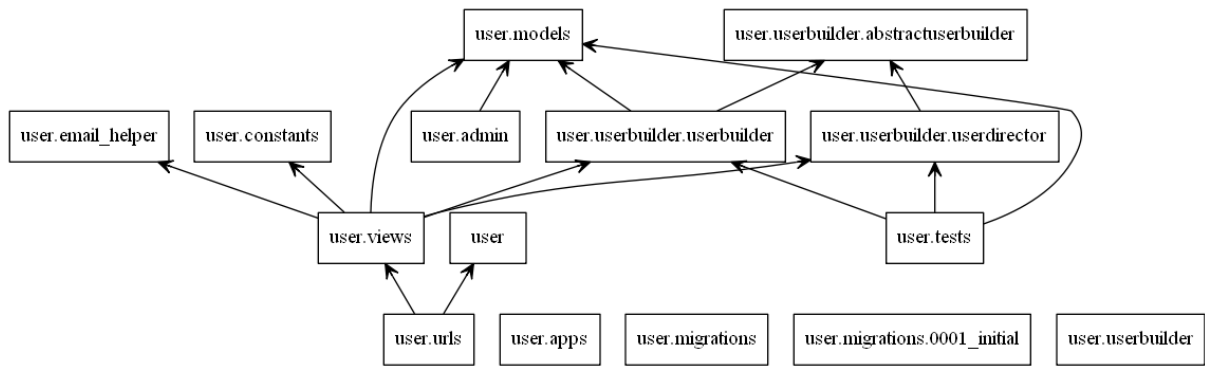 user.models
user.userbuilder.abstractuserbuilder
user.email_helper
user.constants
user.admin
user.userbuilder.userbuilder
user.userbuilder.userdirector
user.views
user
user.tests
user.urls
user.apps
user.migrations
user.migrations.0001_initial
user.userbuilder